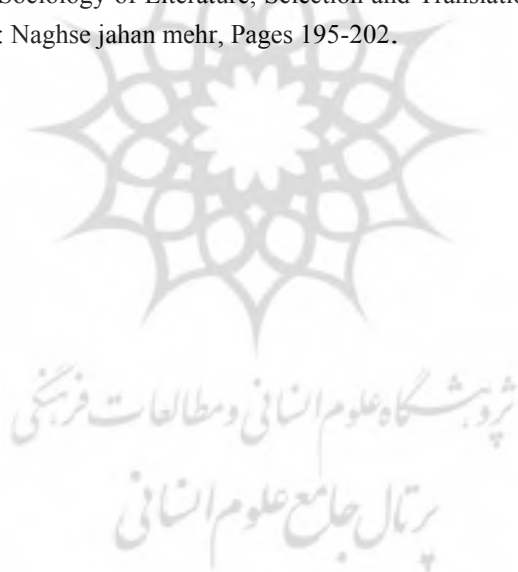 Sociology of Literature, Selection and Translatio
: Naghse jahan mehr, Pages 195-202.
پژوهشگاه علوم انسانی و مطالعات فرهنگی
پرتال جامع علوم انسانی